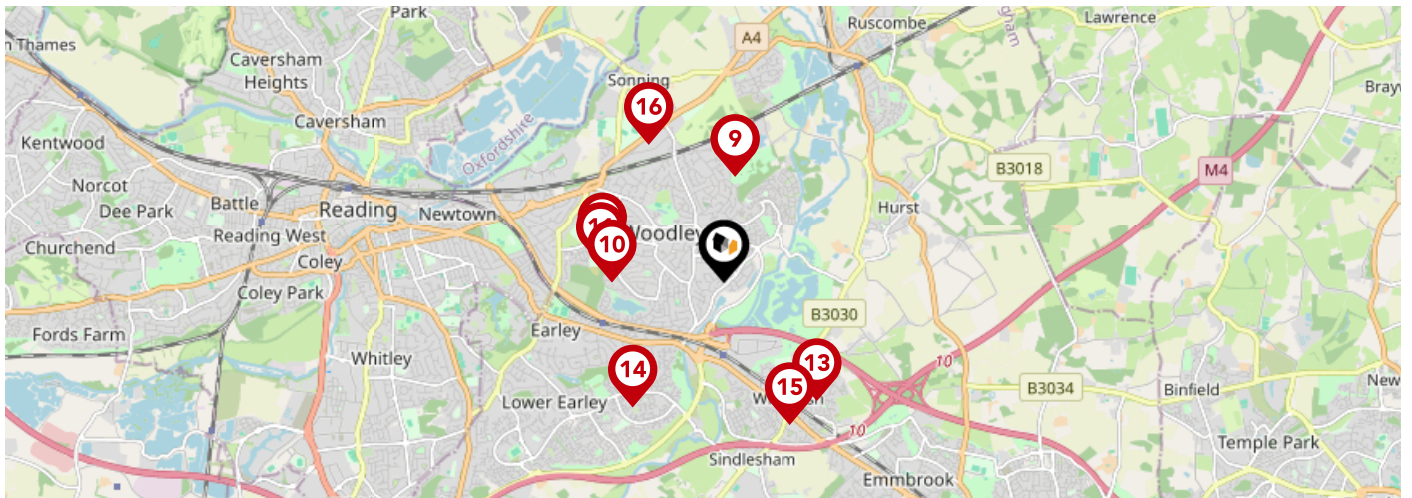 Park
Ruscombe
Lawrence
n Thames
A4
gham
Caversham
Heights
Sonning
Bray
16
Caversham
9
Oxfordshire
Kentwood
B3018
M4
Norcot
Dee Park
Battle
Reading
Newtown
Hurst
Reading West
Woodley
10
Churchend
Coley
Coley Park
B3030
Earley
Fords Farm
Whitley
14
13
10
15
B3034
Binfield
New
Lower Earley
10
Sindlesham
Temple Park
Emmbrook